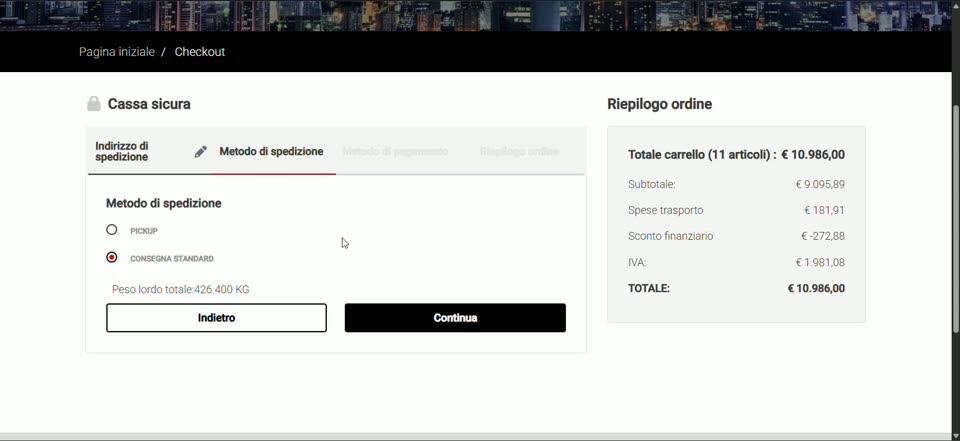 Pagina iniziale / Checkout
Cassa sicura
Indirizzo di spedizione
Metodo di spedizione
Metodo di pagamento
Riepilogo ordine
Metodo di spedizione
PICKUP
CONSEGNA STANDARD
Peso lordo totale:426.400 KG
Indietro
Continua
Riepilogo ordine
Totale carrello (11 articoli) : € 10.986,00
Subtotale: € 9.095,89
Spese trasporto € 181,91
Sconto finanziario € -272,88
IVA: € 1.981,08
TOTALE: € 10.986,00